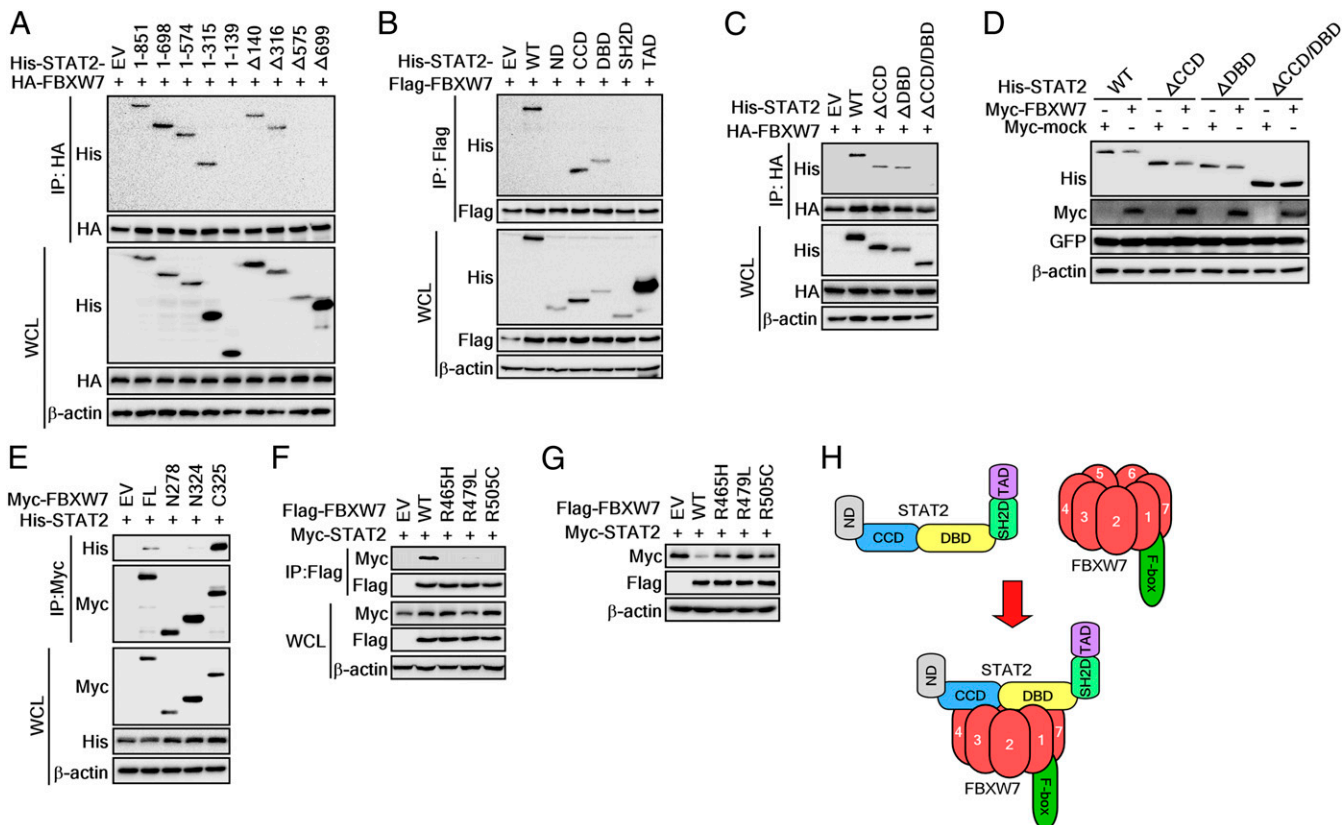 A
His-STAT2-
EV 1-851 1-698 1-574 1-315 1-139 Δ140 Δ316 Δ575 Δ699
HA-FBXW7 + + + + + + + + + +
IP: HA
His
HA
WCL
His
HA
β-actin
B
His-STAT2-
EV WT ND CCD DBD SH2D TAD
Flag-FBXW7 + + + + + + +
IP: Flag
His
Flag
WCL
His
Flag
β-actin
C
His-STAT2
EV WT ΔCCD ΔDBD ΔCCD/DBD
HA-FBXW7 + + + + +
IP: HA
His
HA
WCL
His
HA
β-actin
D
His-STAT2 WT ΔCCD ΔDBD ΔCCD/DBD
Myc-FBXW7 - + - + - + - +
Myc-mock + - + - + - + -
His
Myc
GFP
β-actin
E
Myc-FBXW7
EV FL N278 N324 C325
His-STAT2 + + + + +
IP:Myc
His
Myc
WCL
Myc
His
β-actin
F
Flag-FBXW7
EV WT R465H R479L R505C
Myc-STAT2 + + + + +
IP:Flag
Myc
Flag
WCL
Myc
Flag
β-actin
G
Flag-FBXW7
EV WT R465H R479L R505C
Myc-STAT2 + + + + +
Myc
Flag
β-actin
H
ND
STAT2
CCD
DBD
SH2D
TAD
5 6
4 3 2 1 7
FBXW7
F-box
ND
STAT2
CCD
DBD
SH2D
TAD
4 3 2 1 7
FBXW7
F-box